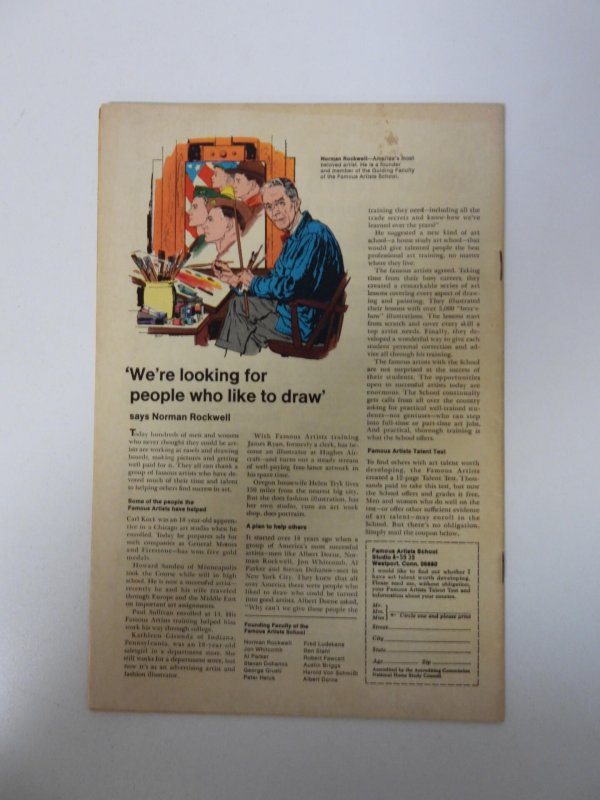 Norman Rockwell—America's most
beloved artist. He is a founder
and member of the Guiding Faculty
of the Famous Artists School.
'We're looking for
people who like to draw'
says Norman Rockwell
Today hundreds of men and women
who never thought they could be art-
ists are working at easels and drawing
boards, making pictures and getting
well paid for it. They all can thank a
group of famous artists who have de-
voted much of their time and talent
to helping others find success in art.
Some of the people the
Famous Artists have helped
Carl Kock was an 18-year-old appren-
tice in a Chicago art studio when he
enrolled. Today he prepares ads for
such companies as General Motors
and Firestone—has won five gold
medals.
Howard Sanden of Minneapolis
took the Course while still in high
school. He is now a successful artist—
recently he and his wife traveled
through Europe and the Middle East
on important art assignments.
Paul Sullivan enrolled at 15. His
Famous Artists training helped him
work his way through college.
Kathleen Girenda of Indiana,
Pennsylvania, was an 18-year-old
salesgirl in a department store. She
still works for a department store, but
now it's as an advertising artist and
fashion illustrator.
With Famous Artists training
James Ryan, formerly a clerk, has be-
come an illustrator at Hughes Air-
craft—and turns out a steady stream
of well-paying free-lance artwork in
his spare time.
Oregon housewife Helen Tryk lives
150 miles from the nearest big city.
But she does fashion illustration, has
her own studio, runs an art work
shop, does portraits.
A plan to help others
It started over 18 years ago when a
group of America's most successful
artists—men like Albert Dorne, Nor-
man Rockwell, Jon Whitcomb, Al
Parker and Stevan Dohanos—met in
New York City. They knew that all
over America there were people who
liked to draw who could be turned
into good artists. Albert Dorne asked,
"Why can't we give these people the
Founding Faculty of the
Famous Artists School
Norman Rockwell
Jon Whitcomb
Al Parker
Stevan Dohanos
George Giusti
Peter Helck
Fred Ludekens
Ben Stahl
Robert Fawcett
Austin Briggs
Harold Von Schmidt
Albert Dorne
training they need—including all the
trade secrets and know-how we've
learned over the years?"
He suggested a new kind of art
school—a home study art school—that
would give talented people the best
professional art training, no matter
where they live.
The famous artists agreed. Taking
time from their busy careers, they
created a remarkable series of art
lessons covering every aspect of draw-
ing and painting. They illustrated
their lessons with over 5,000 "here's-
how" illustrations. The lessons start
from scratch and cover every skill a
top artist needs. Finally, they de-
veloped a wonderful way to give each
student personal correction and ad-
vice all through his training.
The famous artists with the School
are not surprised at the success of
their students. The opportunities
open to successful artists today are
enormous. The School continually
gets calls from all over the country
asking for practical well-trained stu-
dents—not geniuses—who can step
into full-time or part-time art jobs.
And practical, thorough training is
what the School offers.
Famous Artists Talent Test
To find others with art talent worth
developing, the Famous Artists
created a 12-page Talent Test. Thou-
sands paid to take this test, but now
the School offers and grades it free.
Men and women who do well on the
test—or offer other sufficient evidence
of art talent—may enroll in the
School. But there's no obligation.
Simply mail the coupon below.
Famous Artists School
Studio
Westport, Conn. 06880
I would like to find out whether I
have art talent worth developing.
Please send me, without obligation,
your Famous Artists Talent Test and
information about your courses.
Mr.
Mrs.
Miss
Circle one and please print
Street
City
State
Age Zip
Accredited by the Accrediting Commission
National Home Study Council